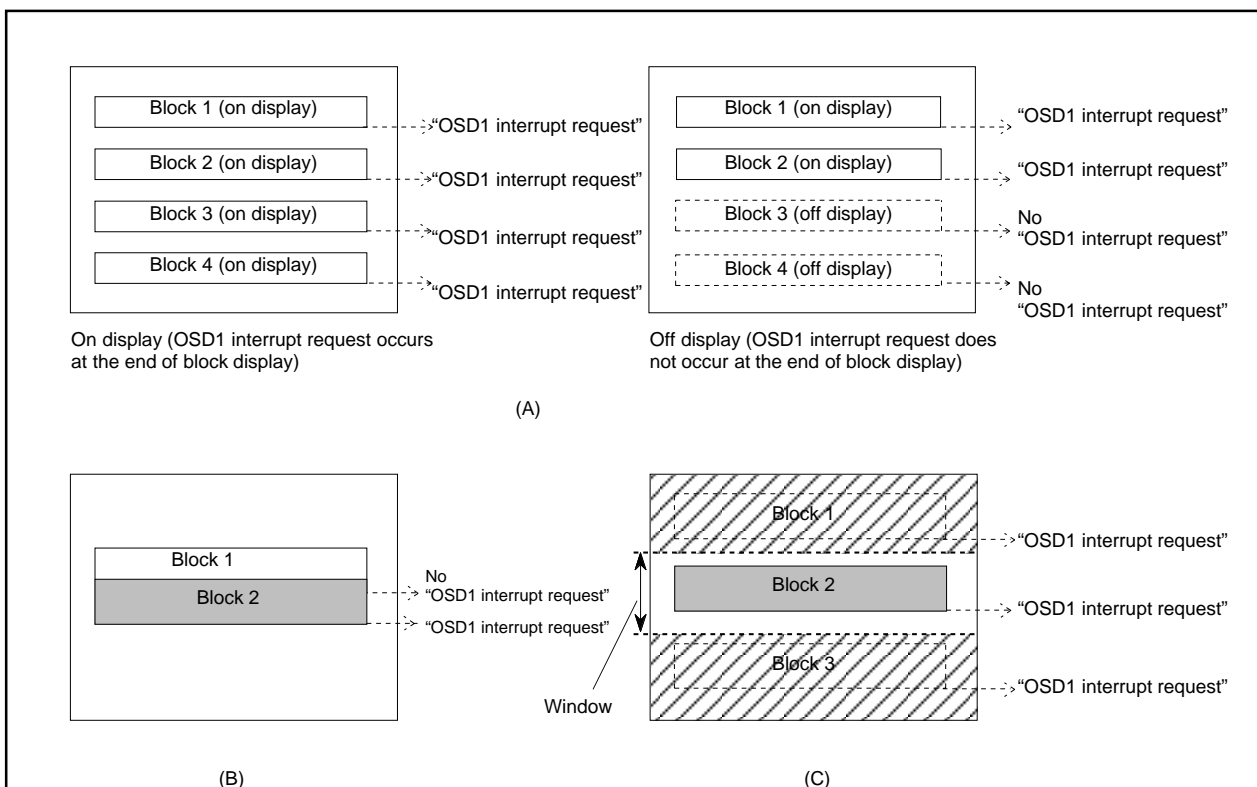 Block 1 (on display)
“OSD1 interrupt request”
Block 2 (on display)
“OSD1 interrupt request”
Block 3 (on display)
“OSD1 interrupt request”
Block 4 (on display)
“OSD1 interrupt request”
On display (OSD1 interrupt request occurs
at the end of block display)
Block 1 (on display)
“OSD1 interrupt request”
Block 2 (on display)
“OSD1 interrupt request”
Block 3 (off display)
No
“OSD1 interrupt request”
Block 4 (off display)
No
“OSD1 interrupt request”
Off display (OSD1 interrupt request does
not occur at the end of block display)
(A)
Block 1
Block 2
No
“OSD1 interrupt request”
“OSD1 interrupt request”
(B)
Block 1
“OSD1 interrupt request”
Block 2
“OSD1 interrupt request”
Block 3
“OSD1 interrupt request”
Window
(C)